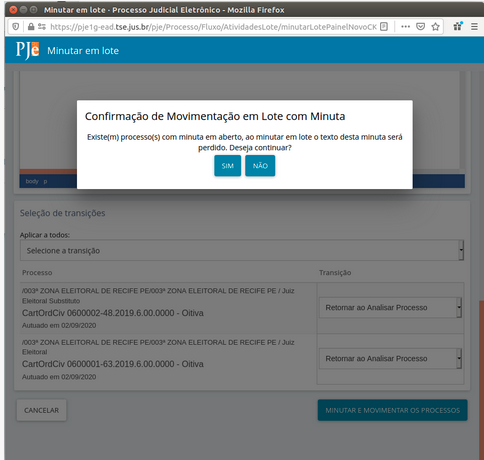 Minutar em lote · Processo Judicial Eletrônico - Mozilla Firefox
https://pje1g-ead.tse.jus.br/pje/Processo/Fluxo/AtividadesLote/minutarLotePainelNovoCK
PJe Minutar em lote
Confirmação de Movimentação em Lote com Minuta
Existe(m) processo(s) com minuta em aberto, ao minutar em lote o texto desta minuta será
perdido. Deseja continuar?
SIM NÃO
body p
Seleção de transições
Aplicar a todos:
Selecione a transição
Processo Transição
/003ª ZONA ELEITORAL DE RECIFE PE/003ª ZONA ELEITORAL DE RECIFE PE / Juiz
Eleitoral Substituto
CartOrdCiv 0600002-48.2019.6.00.0000 - Oitiva
Autuado em 02/09/2020
Retornar ao Analisar Processo
/003ª ZONA ELEITORAL DE RECIFE PE/003ª ZONA ELEITORAL DE RECIFE PE / Juiz
Eleitoral
CartOrdCiv 0600001-63.2019.6.00.0000 - Oitiva
Autuado em 02/09/2020
Retornar ao Analisar Processo
CANCELAR MINUTAR E MOVIMENTAR OS PROCESSOS